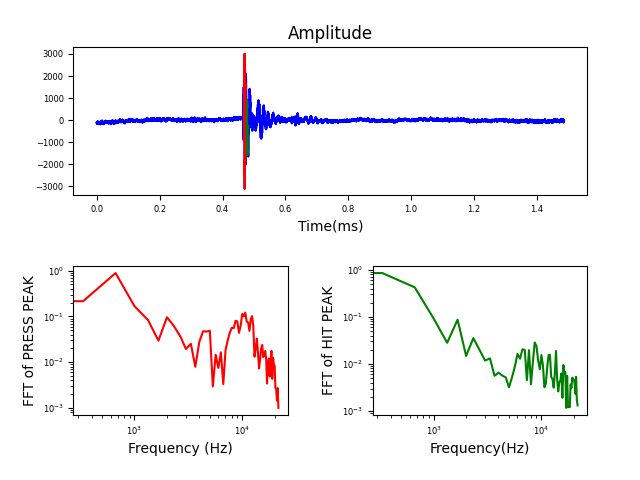 Amplitude
3000
2000
1000
0
−1000
−2000
−3000
0.0 0.2 0.4 0.6 0.8 1.0 1.2 1.4
Time(ms)
FFT of PRESS PEAK
10⁰
10⁻¹
10⁻²
10⁻³
10³ 10⁴
Frequency (Hz)
FFT of HIT PEAK
10⁰
10⁻¹
10⁻²
10⁻³
10³ 10⁴
Frequency(Hz)